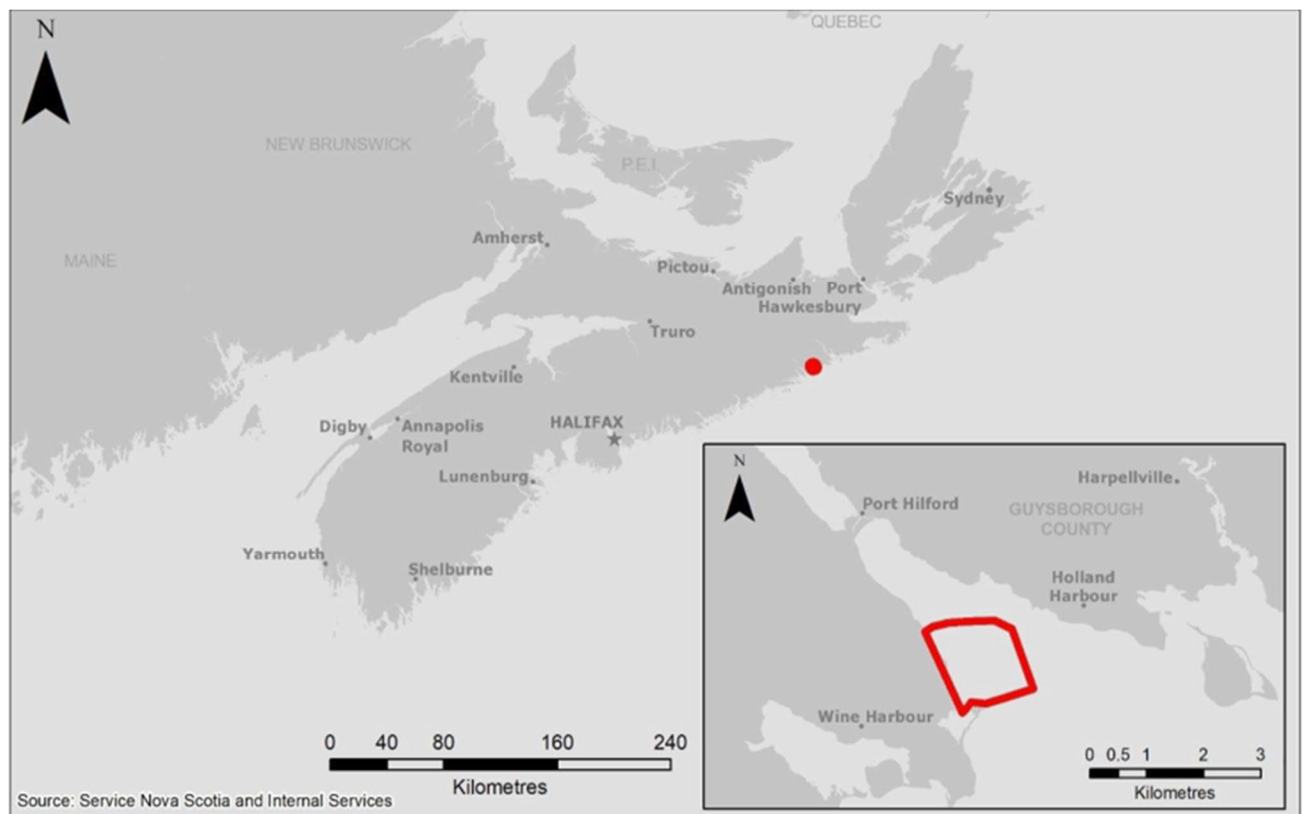 QUEBEC
N
NEW BRUNSWICK
P.E.I.
Sydney
Amherst
MAINE
Pictou
Antigonish Port
Hawkesbury
Truro
Kentville
HALIFAX
Digby
Annapolis
Royal
Lunenburg
Yarmouth
Shelburne
N
Harpellville
Port Hilford
GUYSBOROUGH
COUNTY
Holland
Harbour
Wine Harbour
0 40 80 160 240
Kilometres
0 0.5 1 2 3
Kilometres
Source: Service Nova Scotia and Internal Services